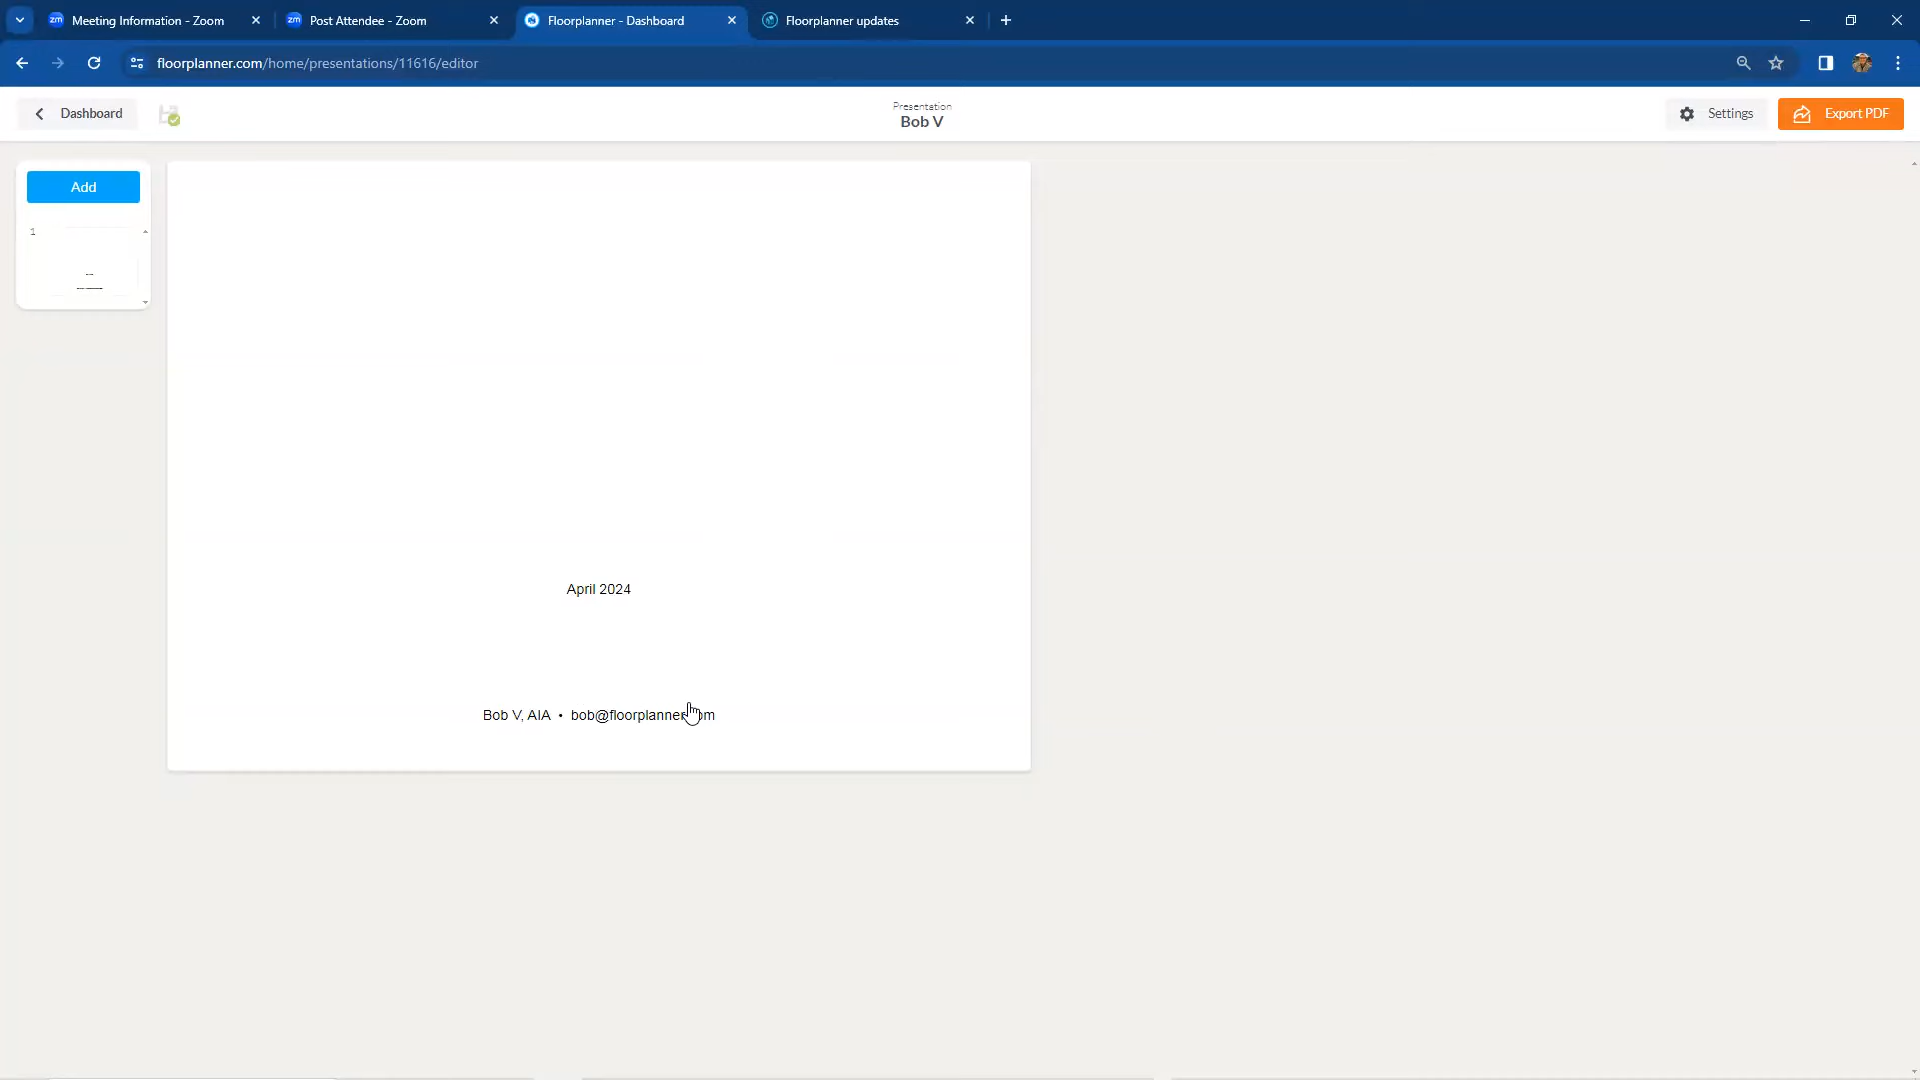 Meeting Information - Zoom
Post Attendee - Zoom
Floorplanner - Dashboard
Floorplanner updates
floorplanner.com/home/presentations/11616/editor
Dashboard
Presentation
Bob V
Settings
Export PDF
Add
1
April 2024
Bob V, AIA • bob@floorplanner.com